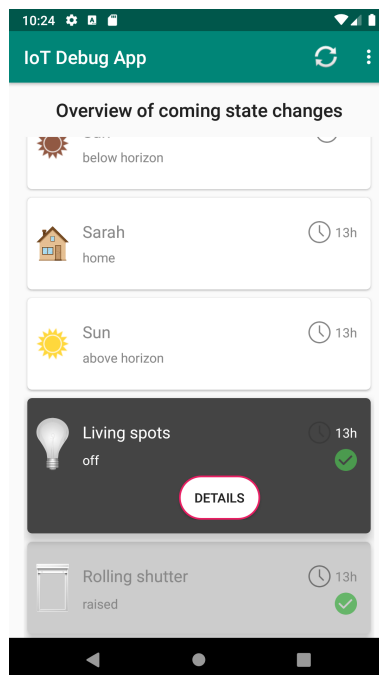 10:24
IoT Debug App
Overview of coming state changes
Sun
below horizon
Sarah
13h
home
Sun
13h
above horizon
Living spots
13h
off
DETAILS
Rolling shutter
13h
raised